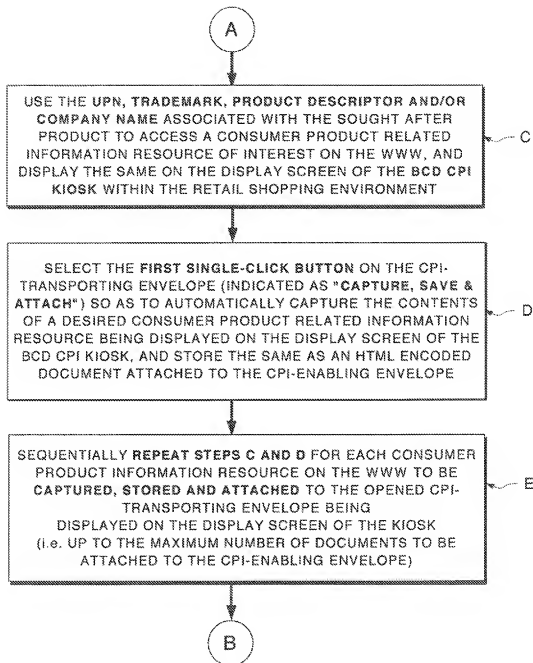 A
USE THE UPN, TRADEMARK, PRODUCT DESCRIPTOR AND/OR
COMPANY NAME ASSOCIATED WITH THE SOUGHT AFTER
PRODUCT TO ACCESS A CONSUMER PRODUCT RELATED
INFORMATION RESOURCE OF INTEREST ON THE WWW, AND
DISPLAY THE SAME ON THE DISPLAY SCREEN OF THE BCD CPI
KIOSK WITHIN THE RETAIL SHOPPING ENVIRONMENT
C
SELECT THE FIRST SINGLE-CLICK BUTTON ON THE CPI-
TRANSPORTING ENVELOPE (INDICATED AS "CAPTURE, SAVE &
ATTACH") SO AS TO AUTOMATICALLY CAPTURE THE CONTENTS
OF A DESIRED CONSUMER PRODUCT RELATED INFORMATION
RESOURCE BEING DISPLAYED ON THE DISPLAY SCREEN OF THE
BCD CPI KIOSK, AND STORE THE SAME AS AN HTML ENCODED
DOCUMENT ATTACHED TO THE CPI-ENABLING ENVELOPE
D
SEQUENTIALLY REPEAT STEPS C AND D FOR EACH CONSUMER
PRODUCT INFORMATION RESOURCE ON THE WWW TO BE
CAPTURED, STORED AND ATTACHED TO THE OPENED CPI-
TRANSPORTING ENVELOPE BEING
DISPLAYED ON THE DISPLAY SCREEN OF THE KIOSK
(i.e. UP TO THE MAXIMUM NUMBER OF DOCUMENTS TO BE
ATTACHED TO THE CPI-ENABLING ENVELOPE)
E
B